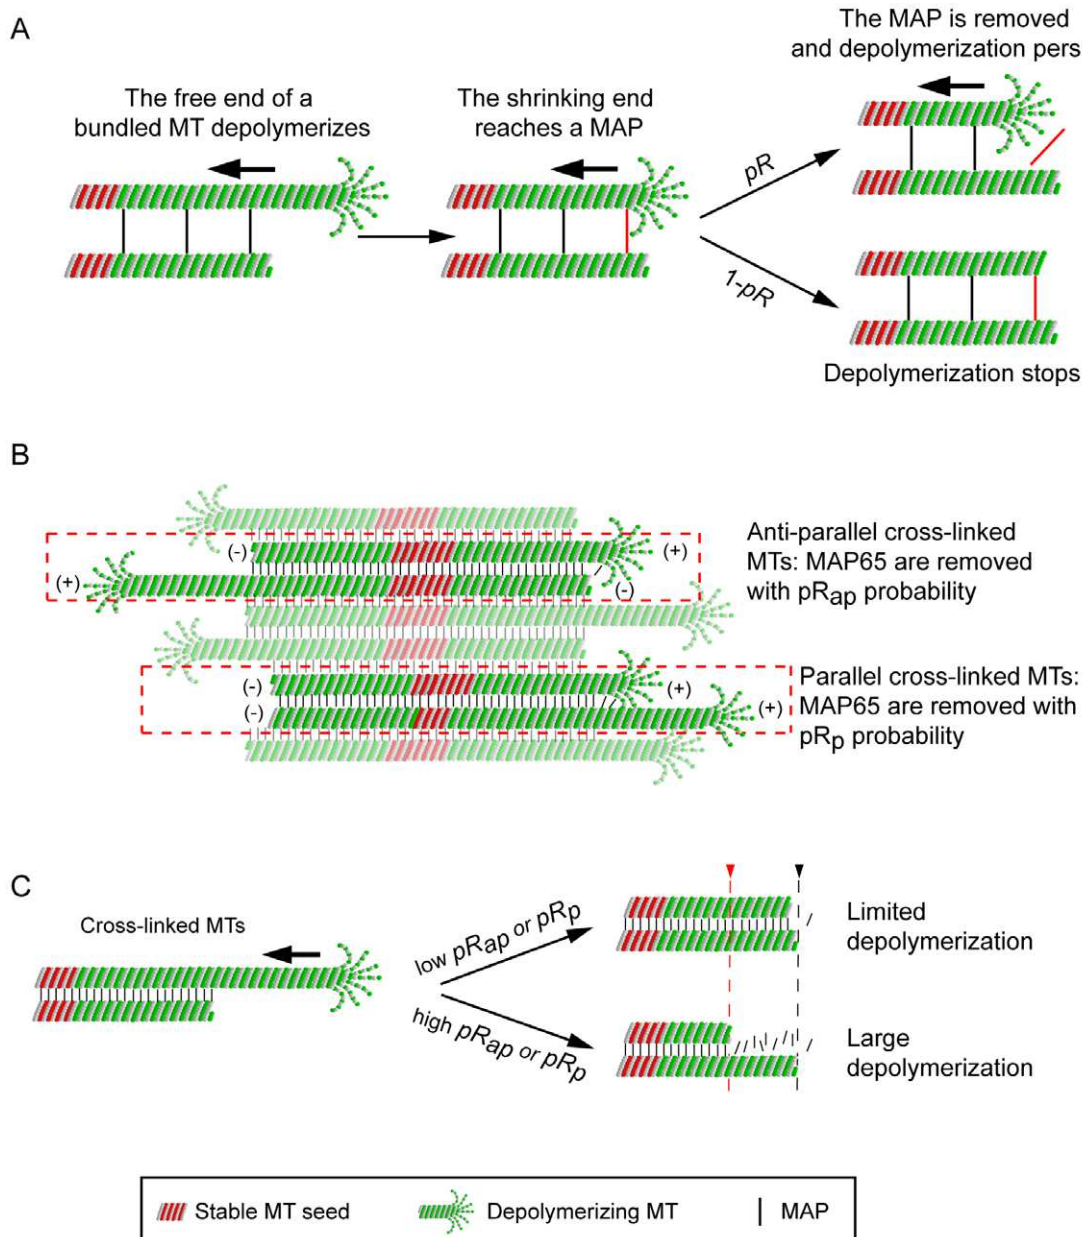 A
The free end of a
bundled MT depolymerizes
The shrinking end
reaches a MAP
The MAP is removed
and depolymerization pers
pR
1-pR
Depolymerization stops
B
(-)
(+)
(+)
(-)
Anti-parallel cross-linked
MTs: MAP65 are removed
with pRap probability
(-)
(+)
(-)
(+)
Parallel cross-linked MTs:
MAP65 are removed with
pRp probability
C
Cross-linked MTs
low pRap or pRp
high pRap or pRp
Limited
depolymerization
Large
depolymerization
Stable MT seed
Depolymerizing MT
MAP